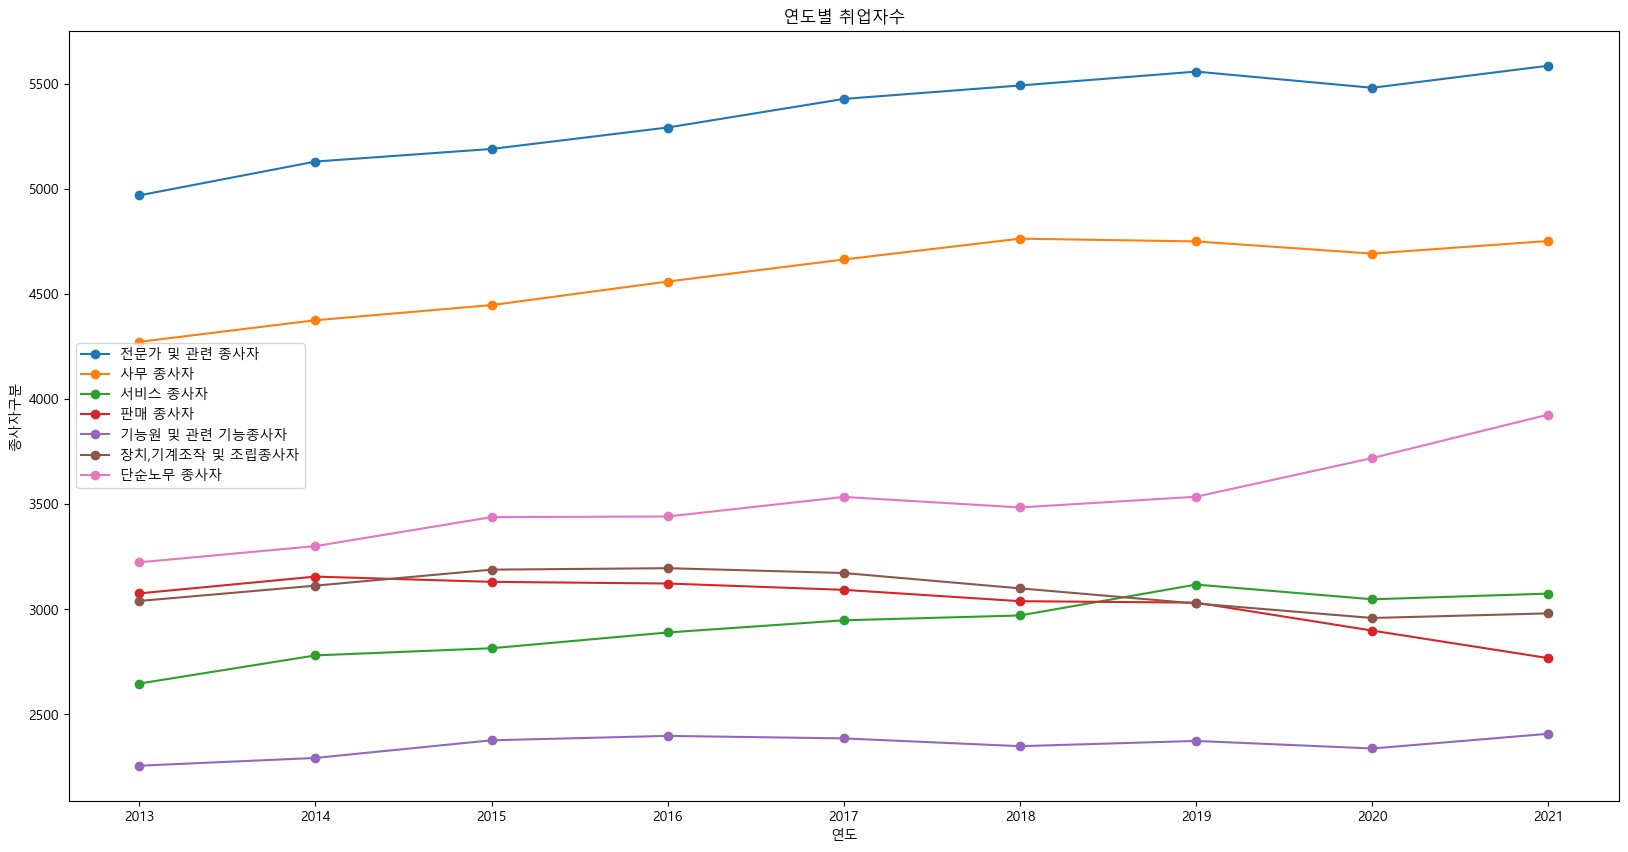 연도별 취업자수
종사자구분
5500
5000
4500
4000
3500
3000
2500
전문가 및 관련 종사자
사무 종사자
서비스 종사자
판매 종사자
기능원 및 관련 기능종사자
장치,기계조작 및 조립종사자
단순노무 종사자
2013 2014 2015 2016 2017 2018 2019 2020 2021
연도